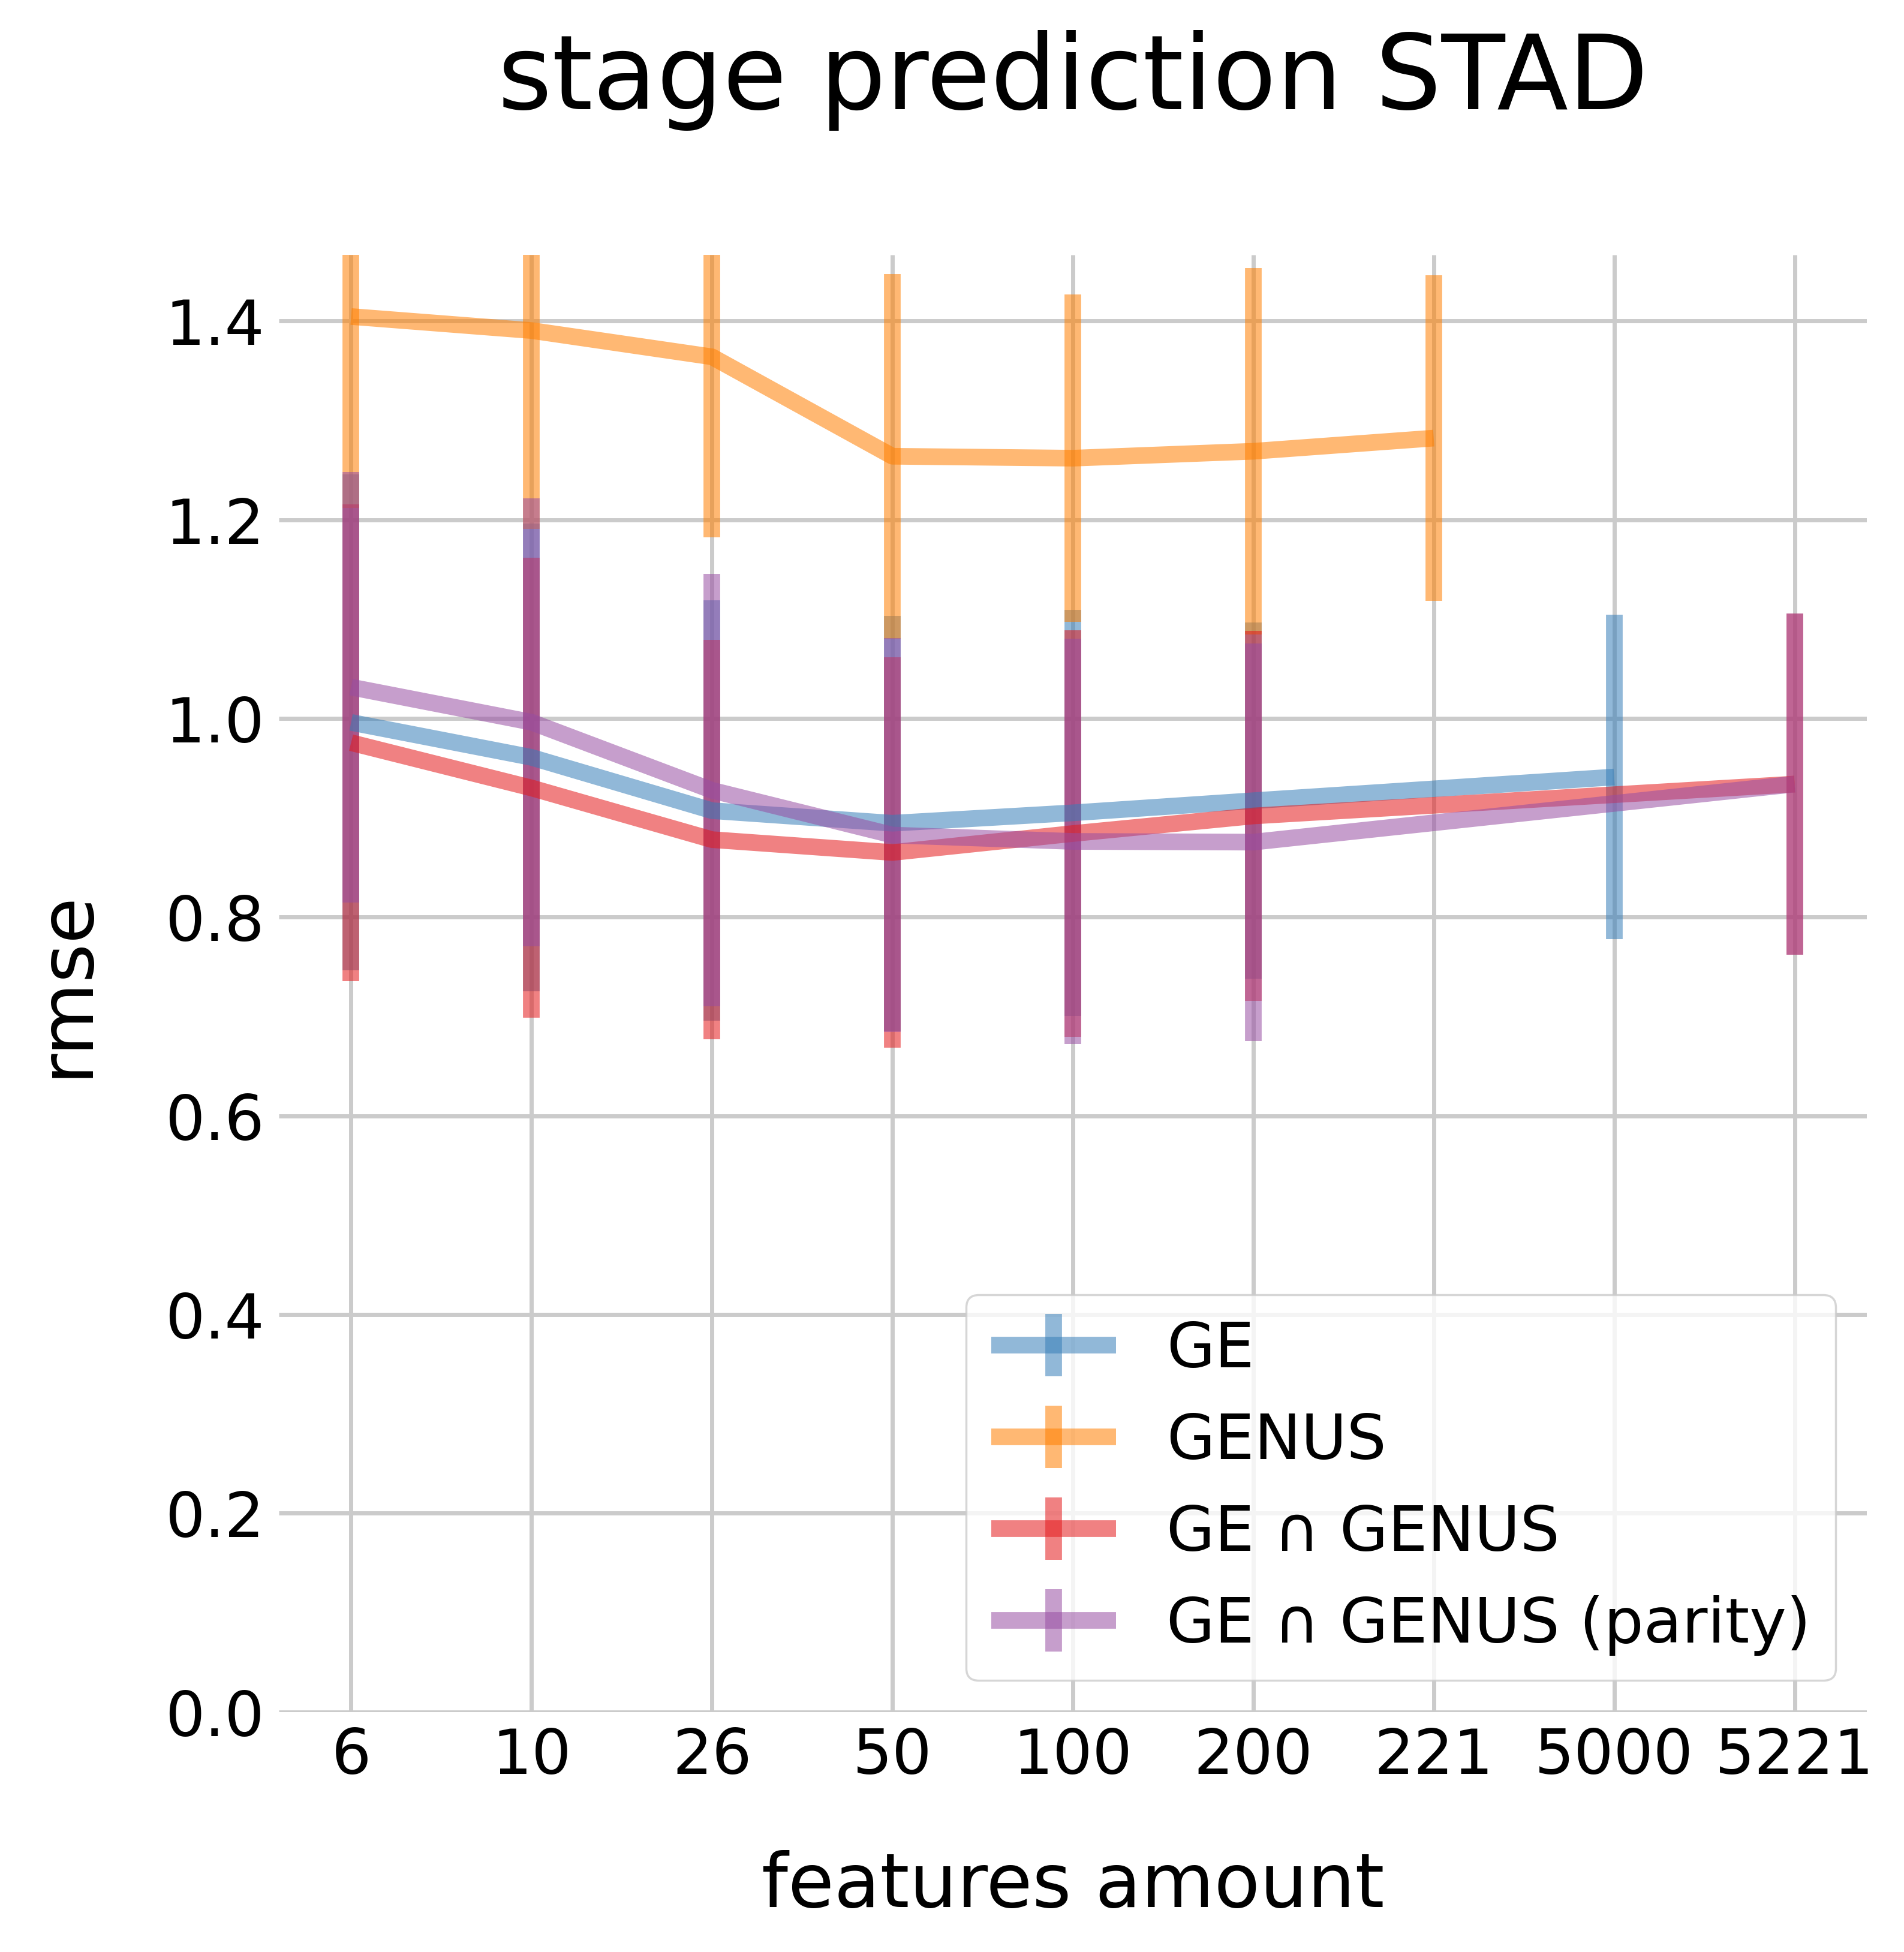 stage prediction STAD
1.4
1.2
1.0
0.8
0.6
0.4
0.2
0.0
rmse
GE
GENUS
GE ∩ GENUS
GE ∩ GENUS (parity)
6 10 26 50 100 200 221 5000 5221
features amount